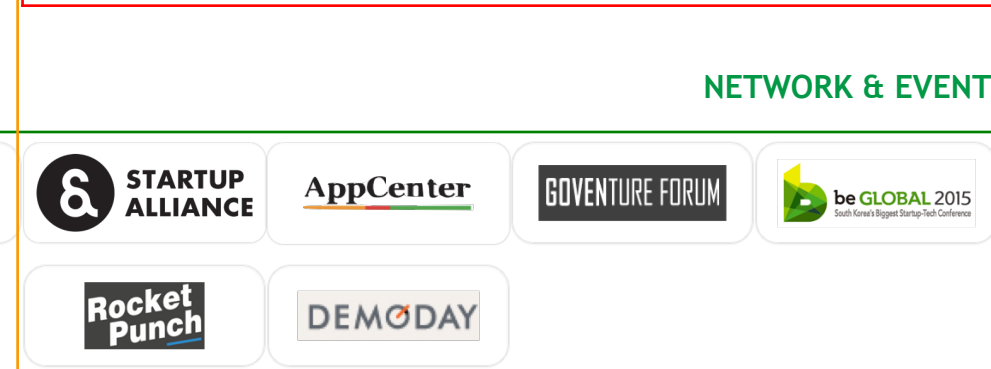 NETWORK & EVENT
STARTUP
ALLIANCE
AppCenter
GOVENTURE FORUM
be GLOBAL 2015
South Korea's Biggest Startup-Tech Conference
Rocket
Punch
DEMODAY